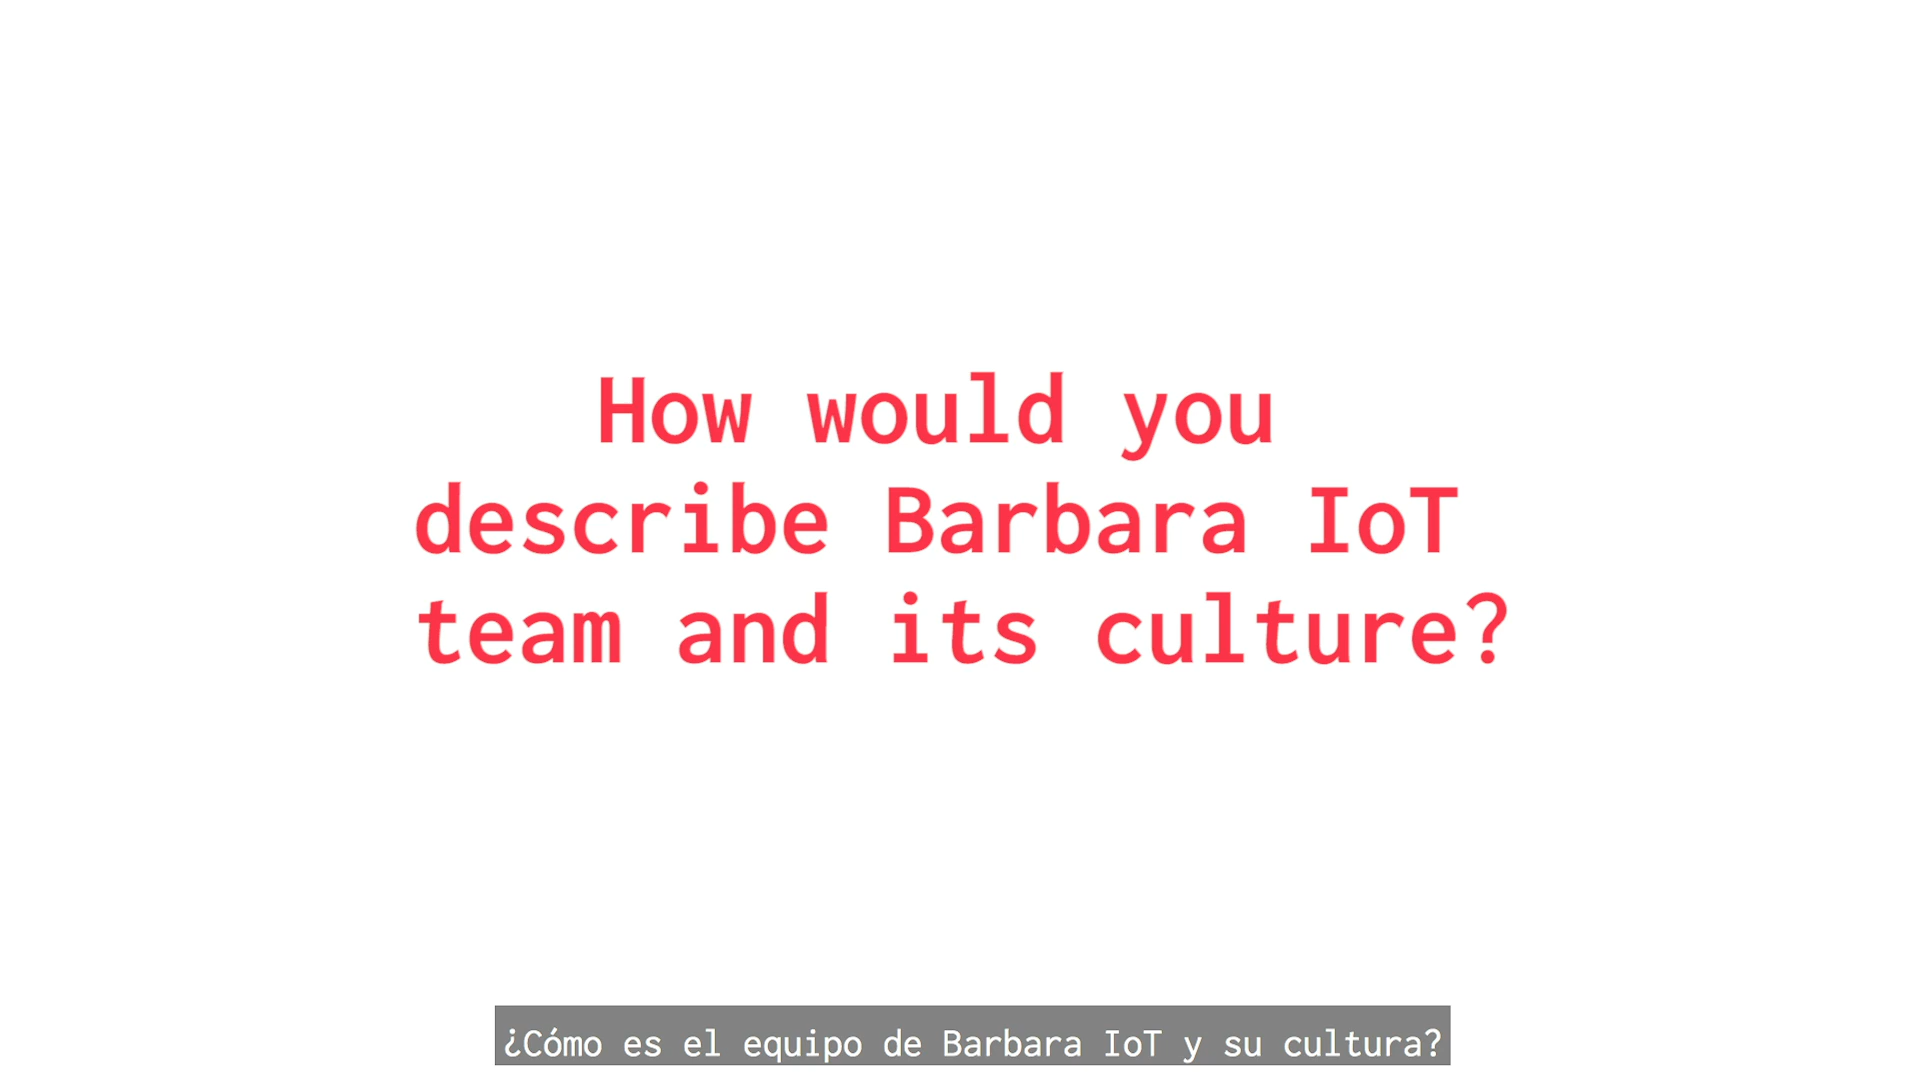 How would you
describe Barbara IoT
team and its culture?
¿Cómo es el equipo de Barbara IoT y su cultura?